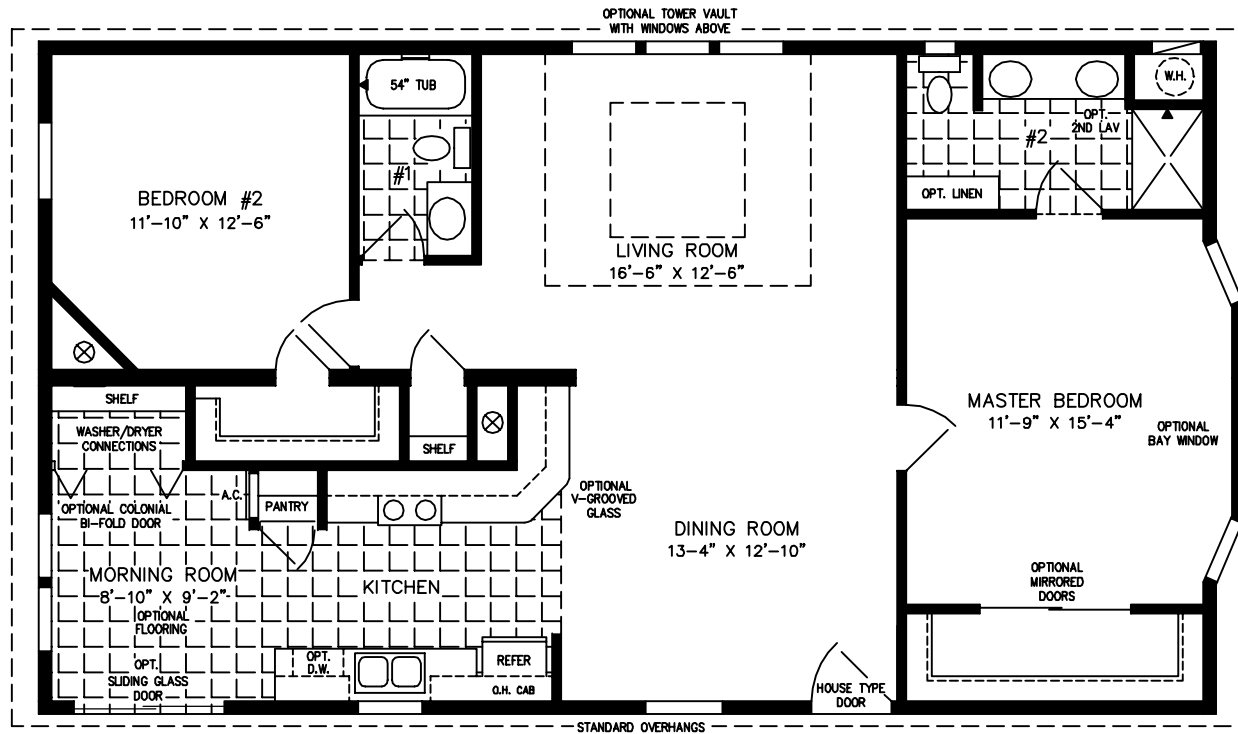 OPTIONAL TOWER VAULT
WITH WINDOWS ABOVE
54" TUB
#1
BEDROOM #2
11'-10" X 12'-6"
LIVING ROOM
16'-6" X 12'-6"
W.H.
OPT.
2ND LAV
#2
OPT. LINEN
MASTER BEDROOM
11'-9" X 15'-4"
OPTIONAL
BAY WINDOW
SHELF
WASHER/DRYER
CONNECTIONS
SHELF
A.C.
PANTRY
OPTIONAL COLONIAL
BI-FOLD DOOR
OPTIONAL
V-GROOVED
GLASS
DINING ROOM
13-4" X 12'-10"
MORNING ROOM
8'-10" X 9'-2"
OPTIONAL
FLOORING
KITCHEN
OPTIONAL
MIRRORED
DOORS
OPT.
SLIDING GLASS
DOOR
OPT.
D.W.
REFER
O.H. CAB
HOUSE TYPE
DOOR
STANDARD OVERHANGS